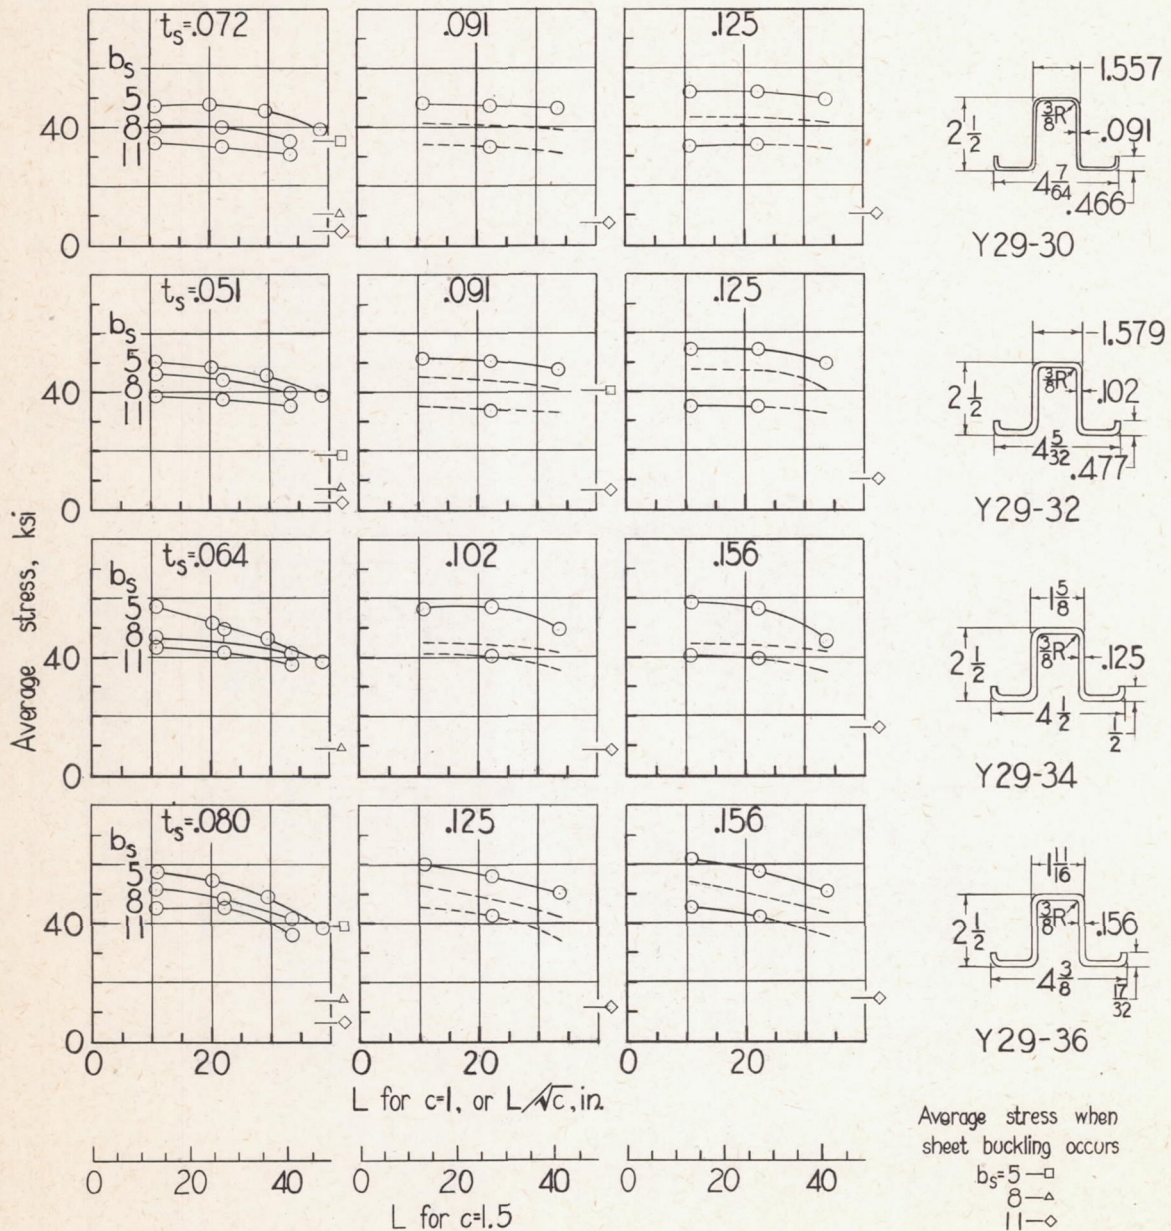 t_s=.072 .091 .125
b_s
5
8
11
40
0
1.557
2 1/2
3/8 R
.091
4 7/64
.466
Y29-30
t_s=.051 .091 .125
b_s
5
8
11
40
0
1.579
2 1/2
3/8 R
.102
4 5/32
.477
Y29-32
Average stress, ksi
t_s=.064 .102 .156
b_s
5
8
11
40
0
1 5/8
2 1/2
3/8 R
.125
4 1/2
1/2
Y29-34
t_s=.080 .125 .156
b_s
5
8
11
40
0
1 11/16
2 1/2
3/8 R
.156
4 3/8
17/32
Y29-36
0 20 0 20 0 20
L for c=1, or L/√c, in.
0 20 40 0 20 40 0 20 40
L for c=1.5
Average stress when
sheet buckling occurs
b_s=5 —□
8 —△
11 —◇